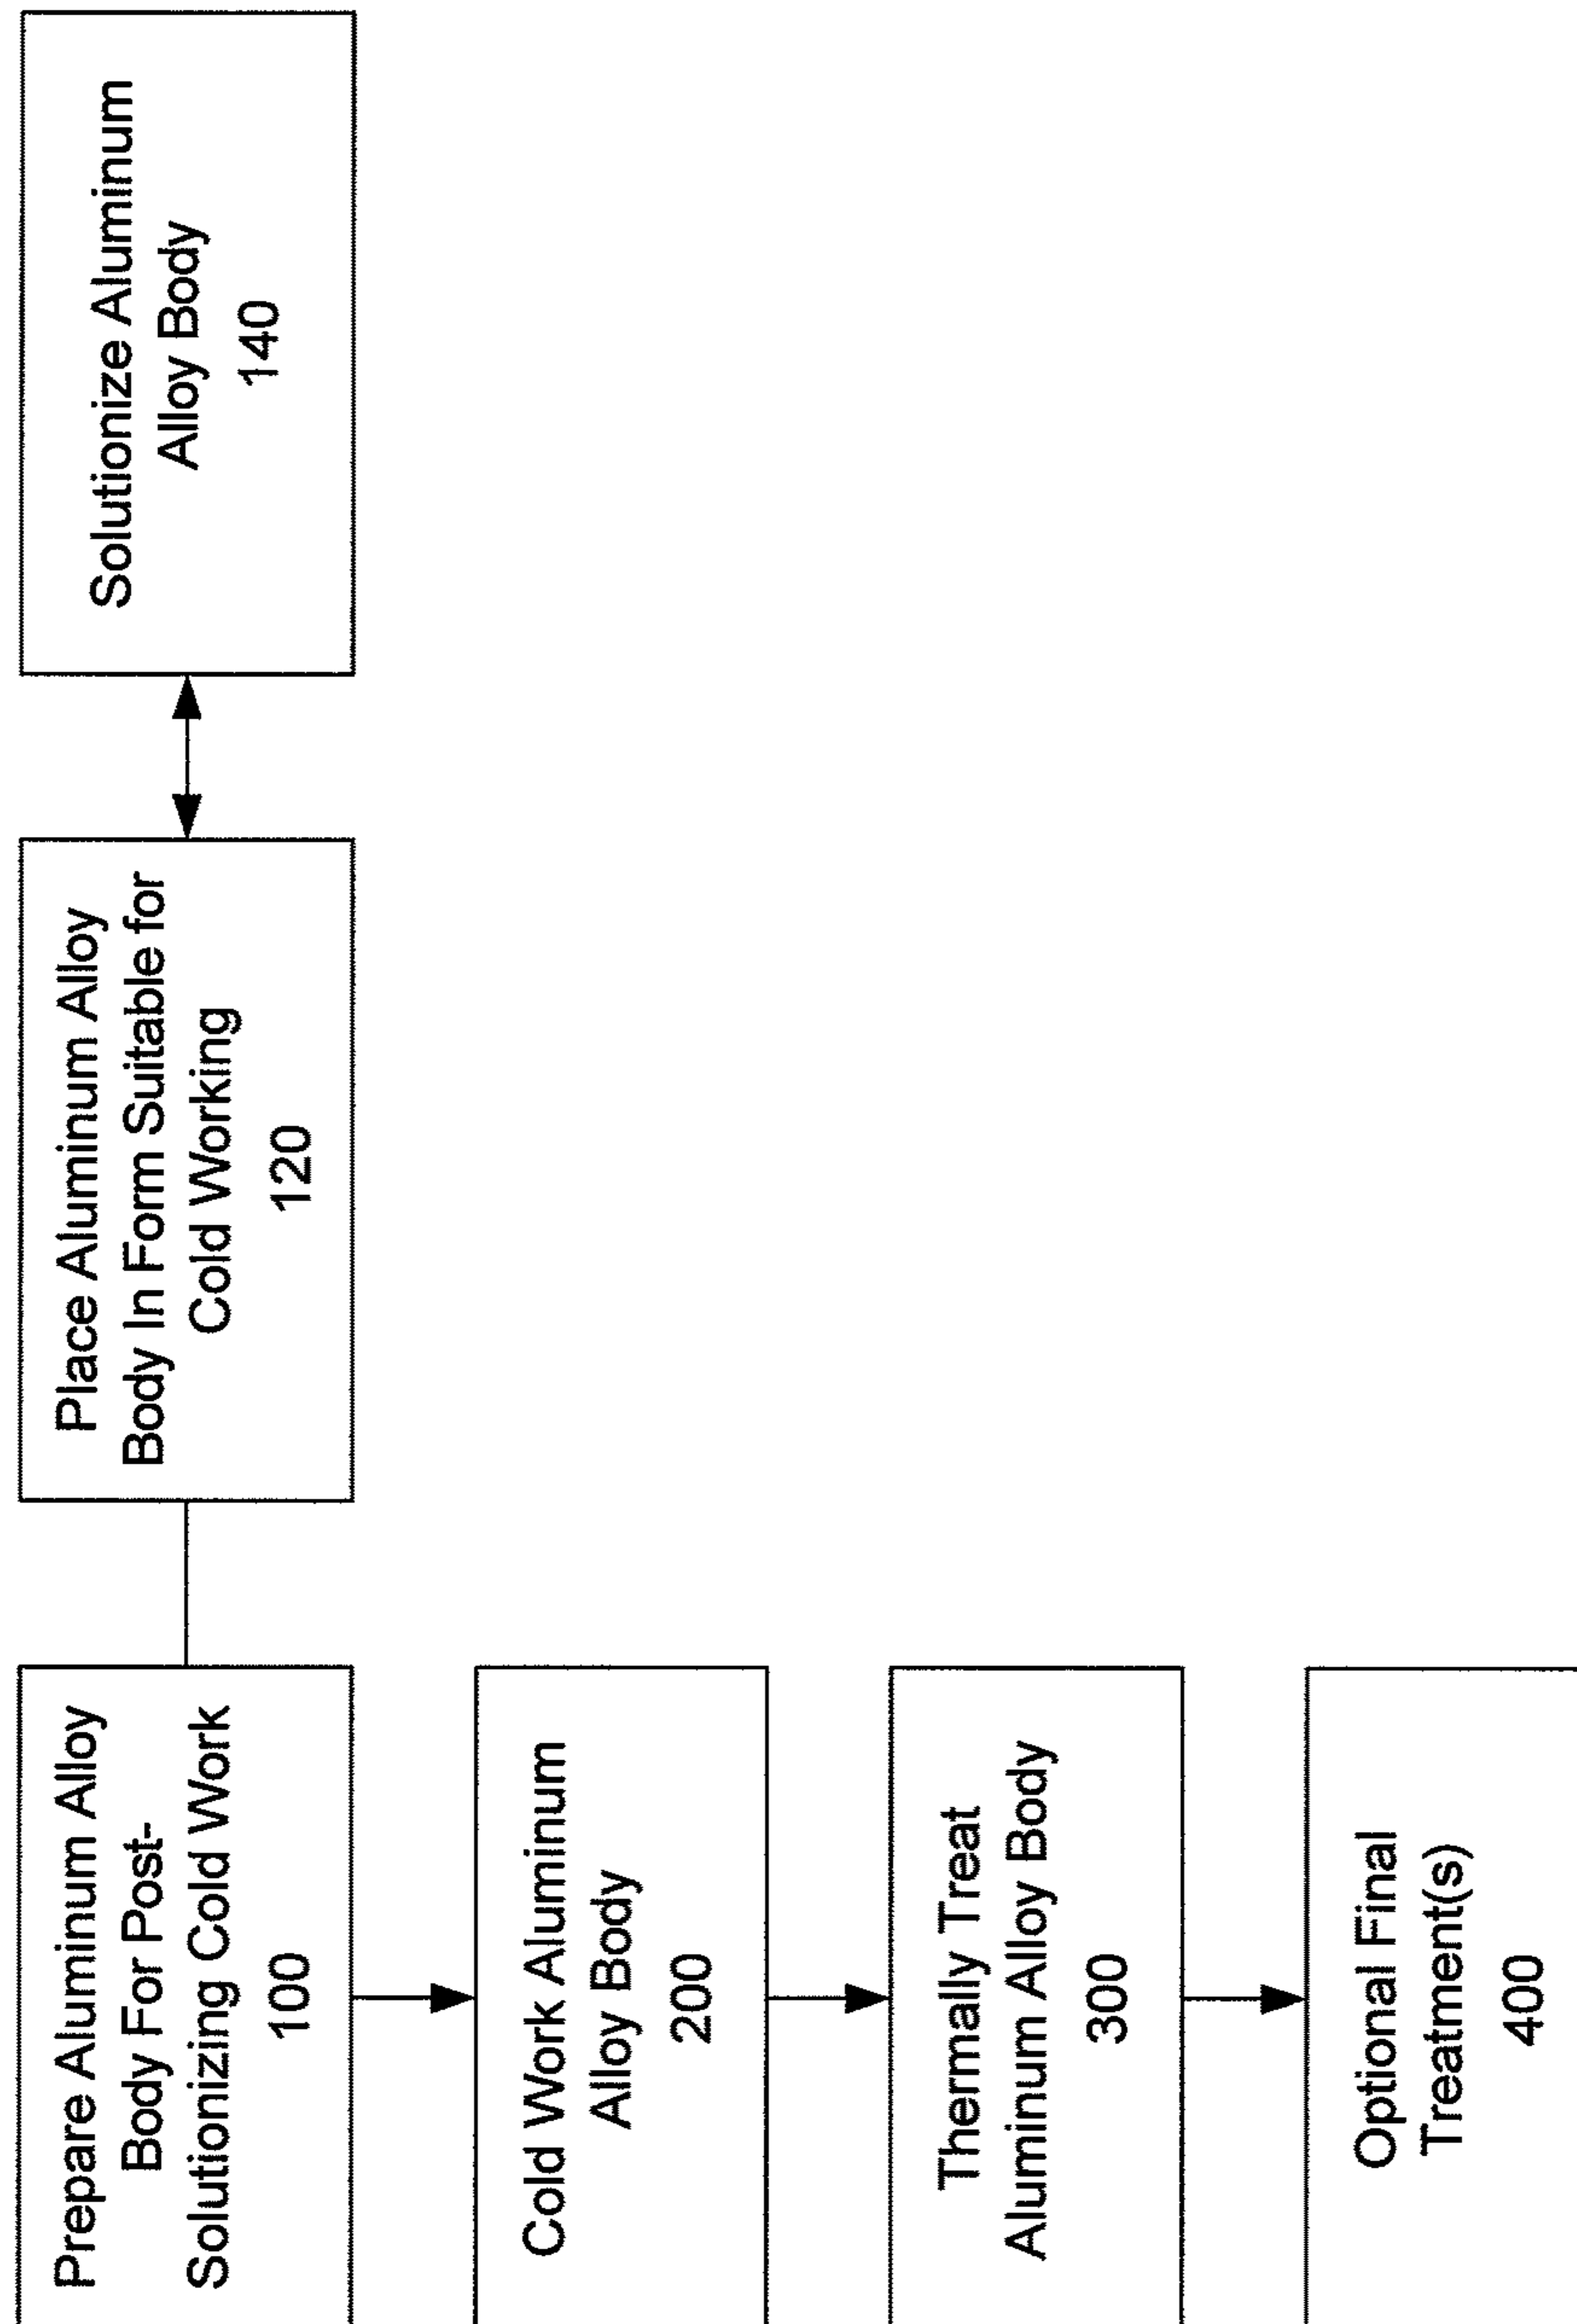 Prepare Aluminum Alloy
Body For Post-
Solutionizing Cold Work
100
Place Aluminum Alloy
Body In Form Suitable for
Cold Working
120
Solutionize Aluminum
Alloy Body
140
Cold Work Aluminum
Alloy Body
200
Thermally Treat
Aluminum Alloy Body
300
Optional Final
Treatment(s)
400